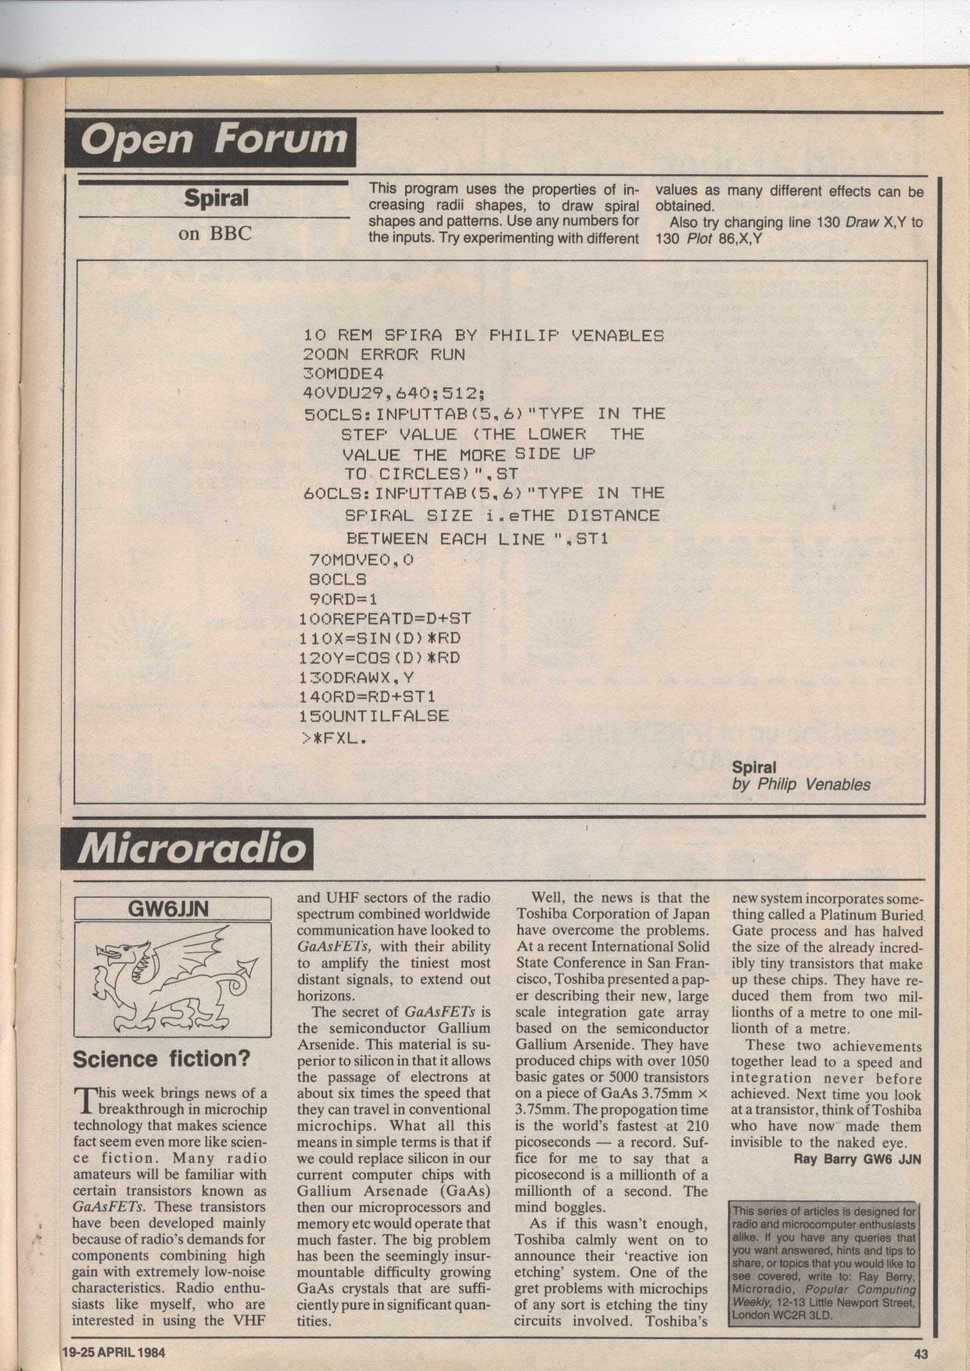 Open Forum
Spiral
on BBC
This program uses the properties of in-
creasing radii shapes, to draw spiral
shapes and patterns. Use any numbers for
the inputs. Try experimenting with different
values as many different effects can be
obtained.
Also try changing line 130 Draw X,Y to
130 Plot 86,X,Y
10 REM SPIRA BY PHILIP VENABLES
20ON ERROR RUN
30MODE4
40VDU29,640;512;
50CLS:INPUTTAB(5,6)"TYPE IN THE
STEP VALUE (THE LOWER THE
VALUE THE MORE SIDE UP
TO CIRCLES)",ST
60CLS:INPUTTAB(5,6)"TYPE IN THE
SPIRAL SIZE i.eTHE DISTANCE
BETWEEN EACH LINE ",ST1
70MOVE0,0
80CLS
90RD=1
100REPEATD=D+ST
110X=SIN(D)*RD
120Y=COS(D)*RD
130DRAWX,Y
140RD=RD+ST1
150UNTILFALSE
>*FXL.
Spiral
by Philip Venables
Microradio
GW6JJN
Science fiction?
This week brings news of a
breakthrough in microchip
technology that makes science
fact seem even more like scien-
ce fiction. Many radio
amateurs will be familiar with
certain transistors known as
GaAsFETs. These transistors
have been developed mainly
because of radio's demands for
components combining high
gain with extremely low-noise
characteristics. Radio enthu-
siasts like myself, who are
interested in using the VHF
and UHF sectors of the radio
spectrum combined worldwide
communication have looked to
GaAsFETs, with their ability
to amplify the tiniest most
distant signals, to extend out
horizons.
The secret of GaAsFETs is
the semiconductor Gallium
Arsenide. This material is su-
perior to silicon in that it allows
the passage of electrons at
about six times the speed that
they can travel in conventional
microchips. What all this
means in simple terms is that if
we could replace silicon in our
current computer chips with
Gallium Arsenade (GaAs)
then our microprocessors and
memory etc would operate that
much faster. The big problem
has been the seemingly insur-
mountable difficulty growing
GaAs crystals that are suffi-
ciently pure in significant quan-
tities.
Well, the news is that the
Toshiba Corporation of Japan
have overcome the problems.
At a recent International Solid
State Conference in San Fran-
cisco, Toshiba presented a pap-
er describing their new, large
scale integration gate array
based on the semiconductor
Gallium Arsenide. They have
produced chips with over 1050
basic gates or 5000 transistors
on a piece of GaAs 3.75mm ×
3.75mm. The propogation time
is the world's fastest at 210
picoseconds — a record. Suf-
fice for me to say that a
picosecond is a millionth of a
millionth of a second. The
mind boggles.
As if this wasn't enough,
Toshiba calmly went on to
announce their 'reactive ion
etching' system. One of the
gret problems with microchips
of any sort is etching the tiny
circuits involved. Toshiba's
new system incorporates some-
thing called a Platinum Buried
Gate process and has halved
the size of the already incred-
ibly tiny transistors that make
up these chips. They have re-
duced them from two mil-
lionths of a metre to one mil-
lionth of a metre.
These two achievements
together lead to a speed and
integration never before
achieved. Next time you look
at a transistor, think of Toshiba
who have now made them
invisible to the naked eye.
Ray Barry GW6 JJN
This series of articles is designed for
radio and microcomputer enthusiasts
alike. If you have any queries that
you want answered, hints and tips to
share, or topics that you would like to
see covered, write to: Ray Berry,
Microradio, Popular Computing
Weekly, 12-13 Little Newport Street,
London WC2R 3LD.
19-25 APRIL 1984
43